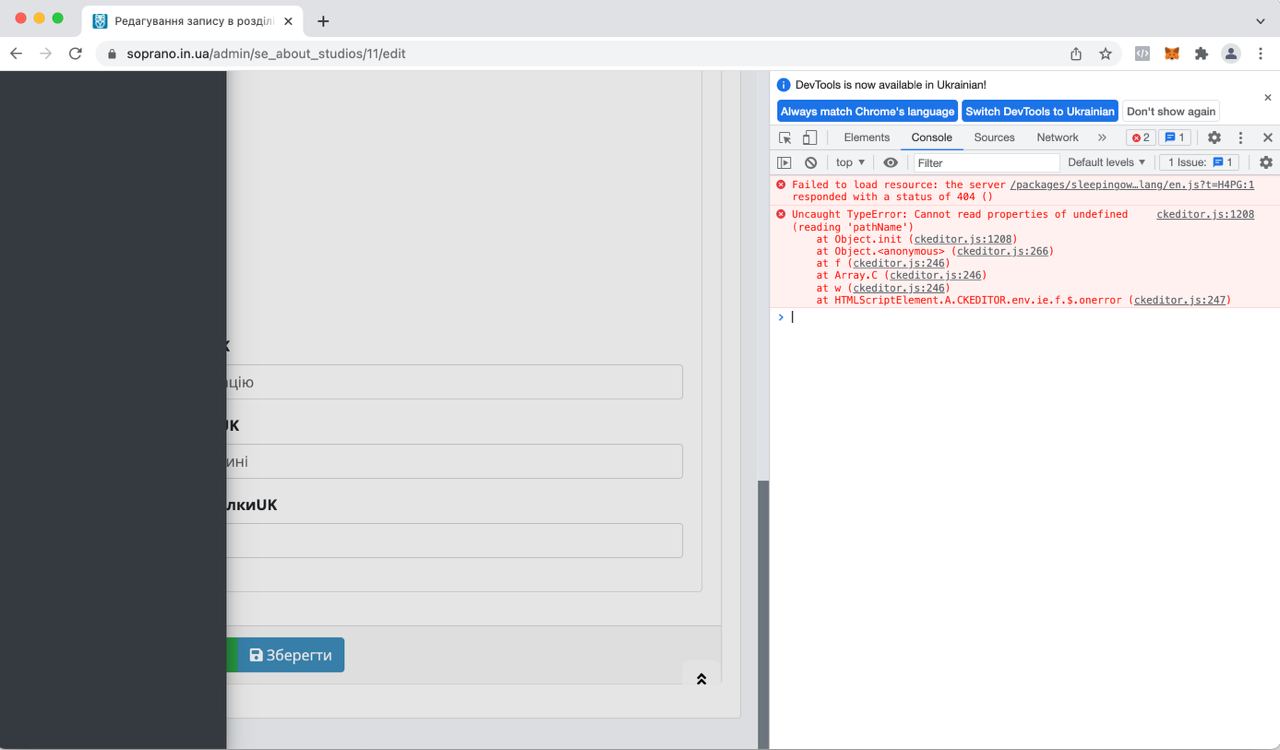 Редагування запису в розділі
soprano.in.ua/admin/se_about_studios/11/edit
DevTools is now available in Ukrainian!
Always match Chrome's language
Switch DevTools to Ukrainian
Don't show again
Elements
Console
Sources
Network
2
1
top
Filter
Default levels
1 Issue:
1
Failed to load resource: the server /packages/sleepingow…lang/en.js?t=H4PG:1
responded with a status of 404 ()
Uncaught TypeError: Cannot read properties of undefined ckeditor.js:1208
(reading 'pathName')
at Object.init (ckeditor.js:1208)
at Object.<anonymous> (ckeditor.js:266)
at f (ckeditor.js:246)
at Array.C (ckeditor.js:246)
at w (ckeditor.js:246)
at HTMLScriptElement.A.CKEDITOR.env.ie.f.$.onerror (ckeditor.js:247)
ацію
UK
ині
лкиUK
Зберегти